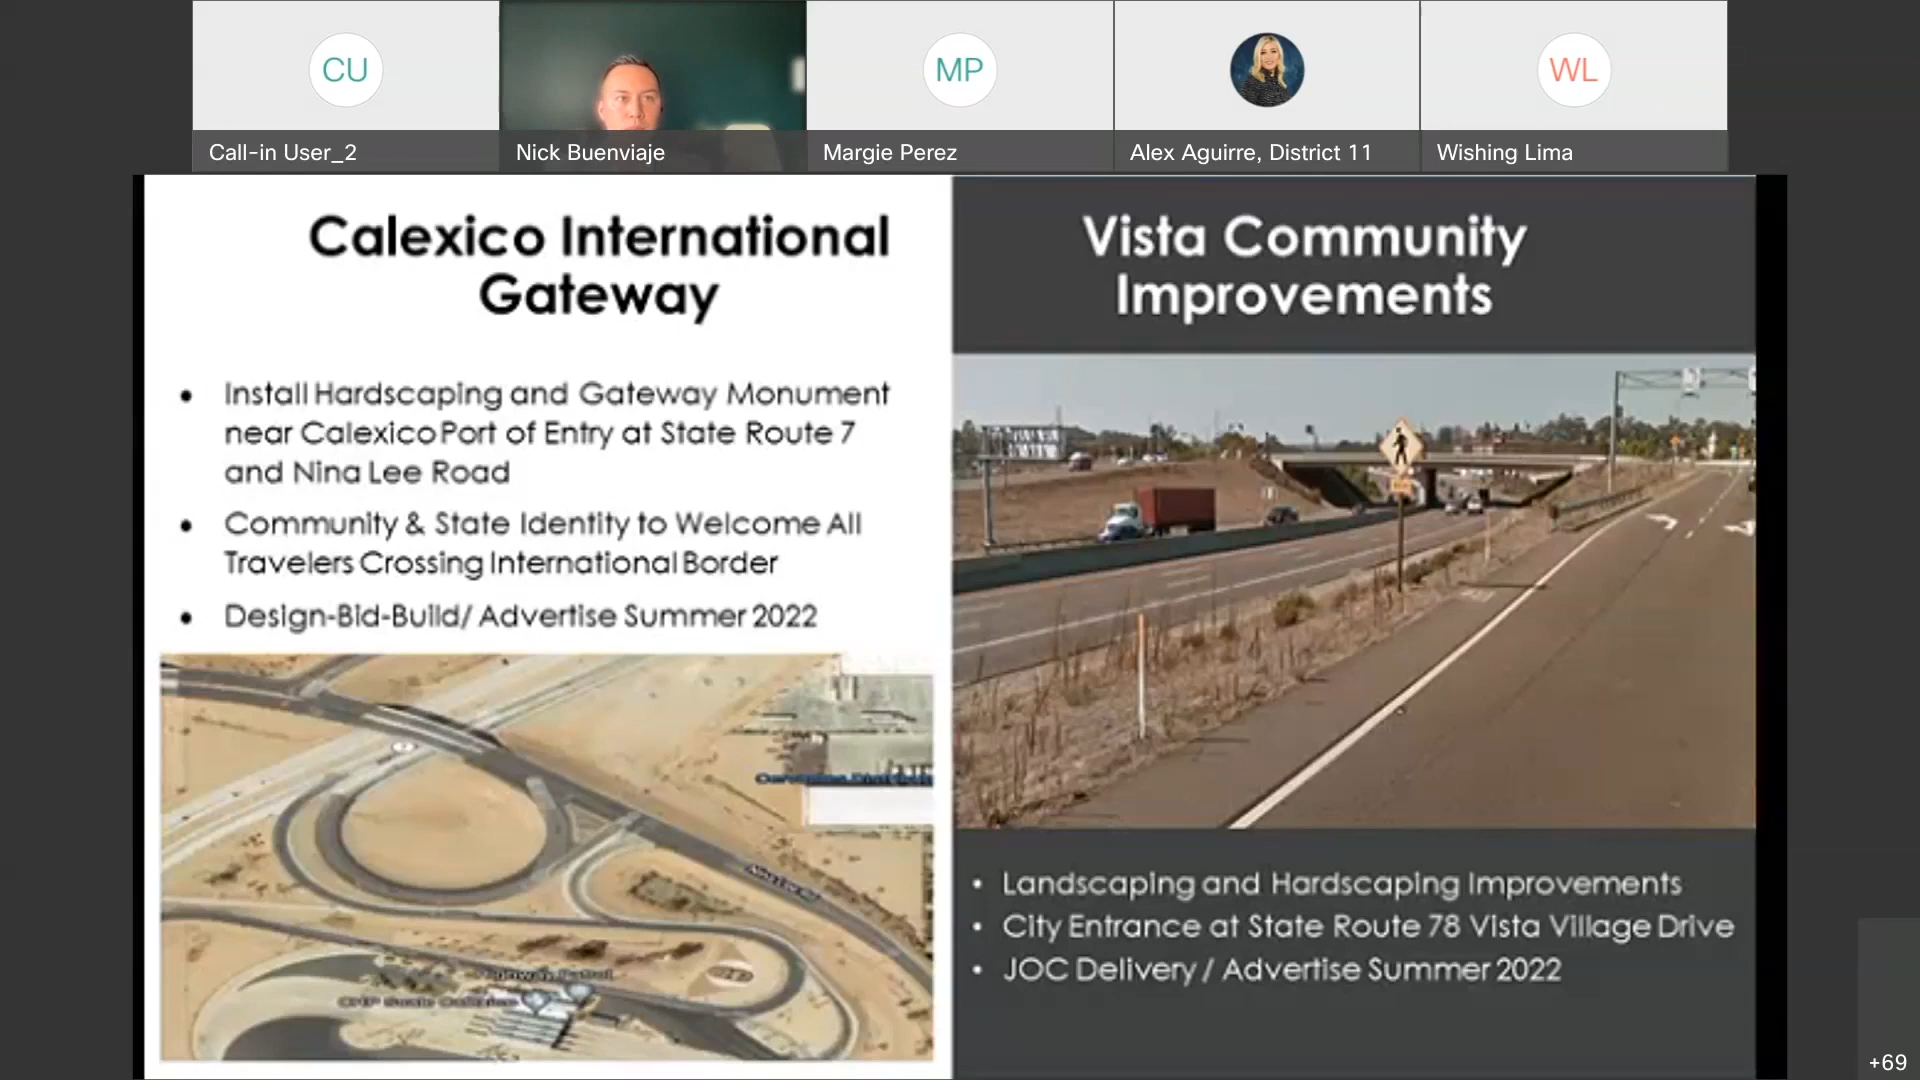 CU
MP
WL
Call-in User_2
Nick Buenviaje
Margie Perez
Alex Aguirre, District 11
Wishing Lima
Calexico International
Gateway
• Install Hardscaping and Gateway Monument
near Calexico Port of Entry at State Route 7
and Nina Lee Road
• Community & State Identity to Welcome All
Travelers Crossing International Border
• Design-Bid-Build/ Advertise Summer 2022
Nina Lee Rd
Vista Community
Improvements
• Landscaping and Hardscaping Improvements
• City Entrance at State Route 78 Vista Village Drive
• JOC Delivery / Advertise Summer 2022
+69